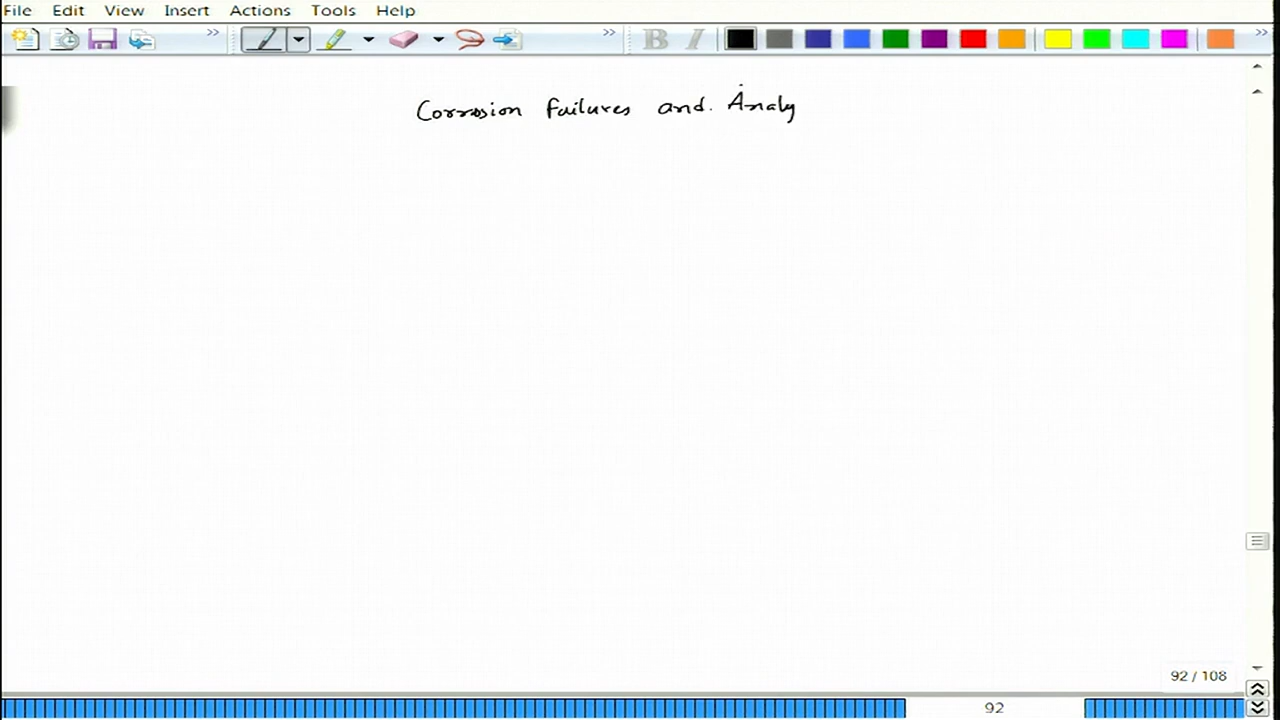 File Edit View Insert Actions Tools Help
B I
Corrosion Failures and. Analy
92 / 108
92